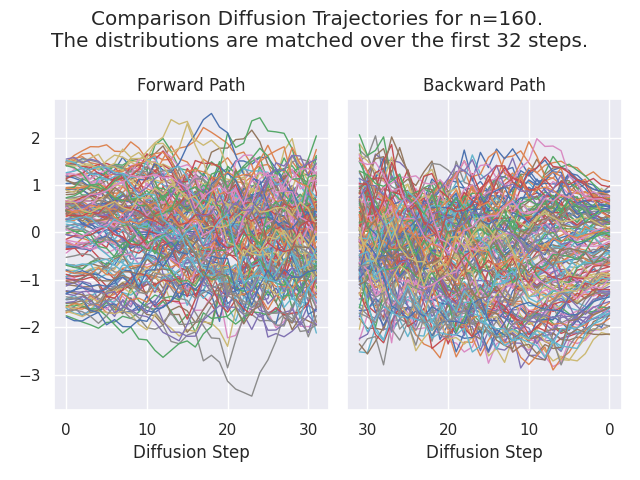 Comparison Diffusion Trajectories for n=160.
The distributions are matched over the first 32 steps.
Forward Path
Backward Path
2
1
0
−1
−2
−3
0 10 20 30
30 20 10 0
Diffusion Step
Diffusion Step